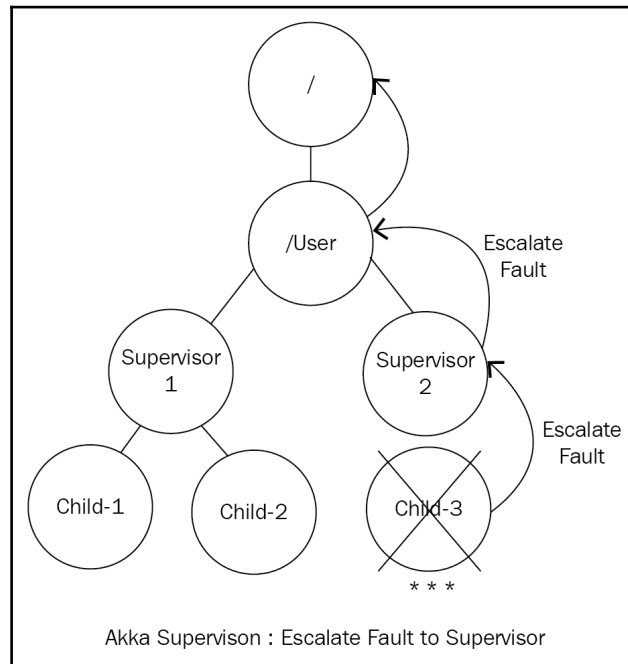 /
/User
Escalate
Fault
Supervisor
1
Supervisor
2
Escalate
Fault
Child-1
Child-2
Child-3
* * *
Akka Supervison : Escalate Fault to Supervisor